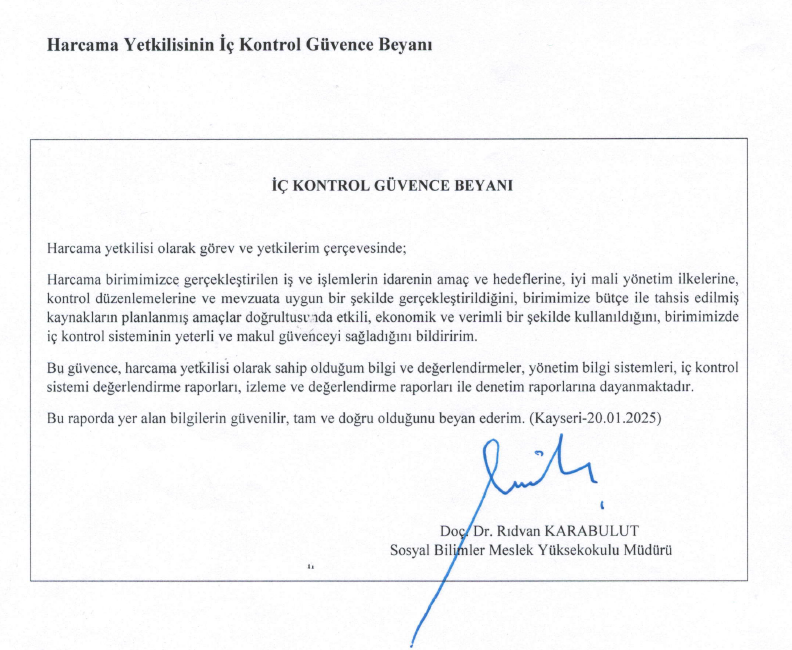 Harcama Yetkilisinin İç Kontrol Güvence Beyanı
İÇ KONTROL GÜVENCE BEYANI
Harcama yetkilisi olarak görev ve yetkilerim çerçevesinde;
Harcama birimimizce gerçekleştirilen iş ve işlemlerin idarenin amaç ve hedeflerine, iyi mali yönetim ilkelerine,
kontrol düzenlemelerine ve mevzuata uygun bir şekilde gerçekleştirildiğini, birimimize bütçe ile tahsis edilmiş
kaynakların planlanmış amaçlar doğrultusunda etkili, ekonomik ve verimli bir şekilde kullanıldığını, birimimizde
iç kontrol sisteminin yeterli ve makul güvenceyi sağladığını bildiririm.
Bu güvence, harcama yetkilisi olarak sahip olduğum bilgi ve değerlendirmeler, yönetim bilgi sistemleri, iç kontrol
sistemi değerlendirme raporları, izleme ve değerlendirme raporları ile denetim raporlarına dayanmaktadır.
Bu raporda yer alan bilgilerin güvenilir, tam ve doğru olduğunu beyan ederim. (Kayseri-20.01.2025)
Doç. Dr. Rıdvan KARABULUT
Sosyal Bilimler Meslek Yüksekokulu Müdürü